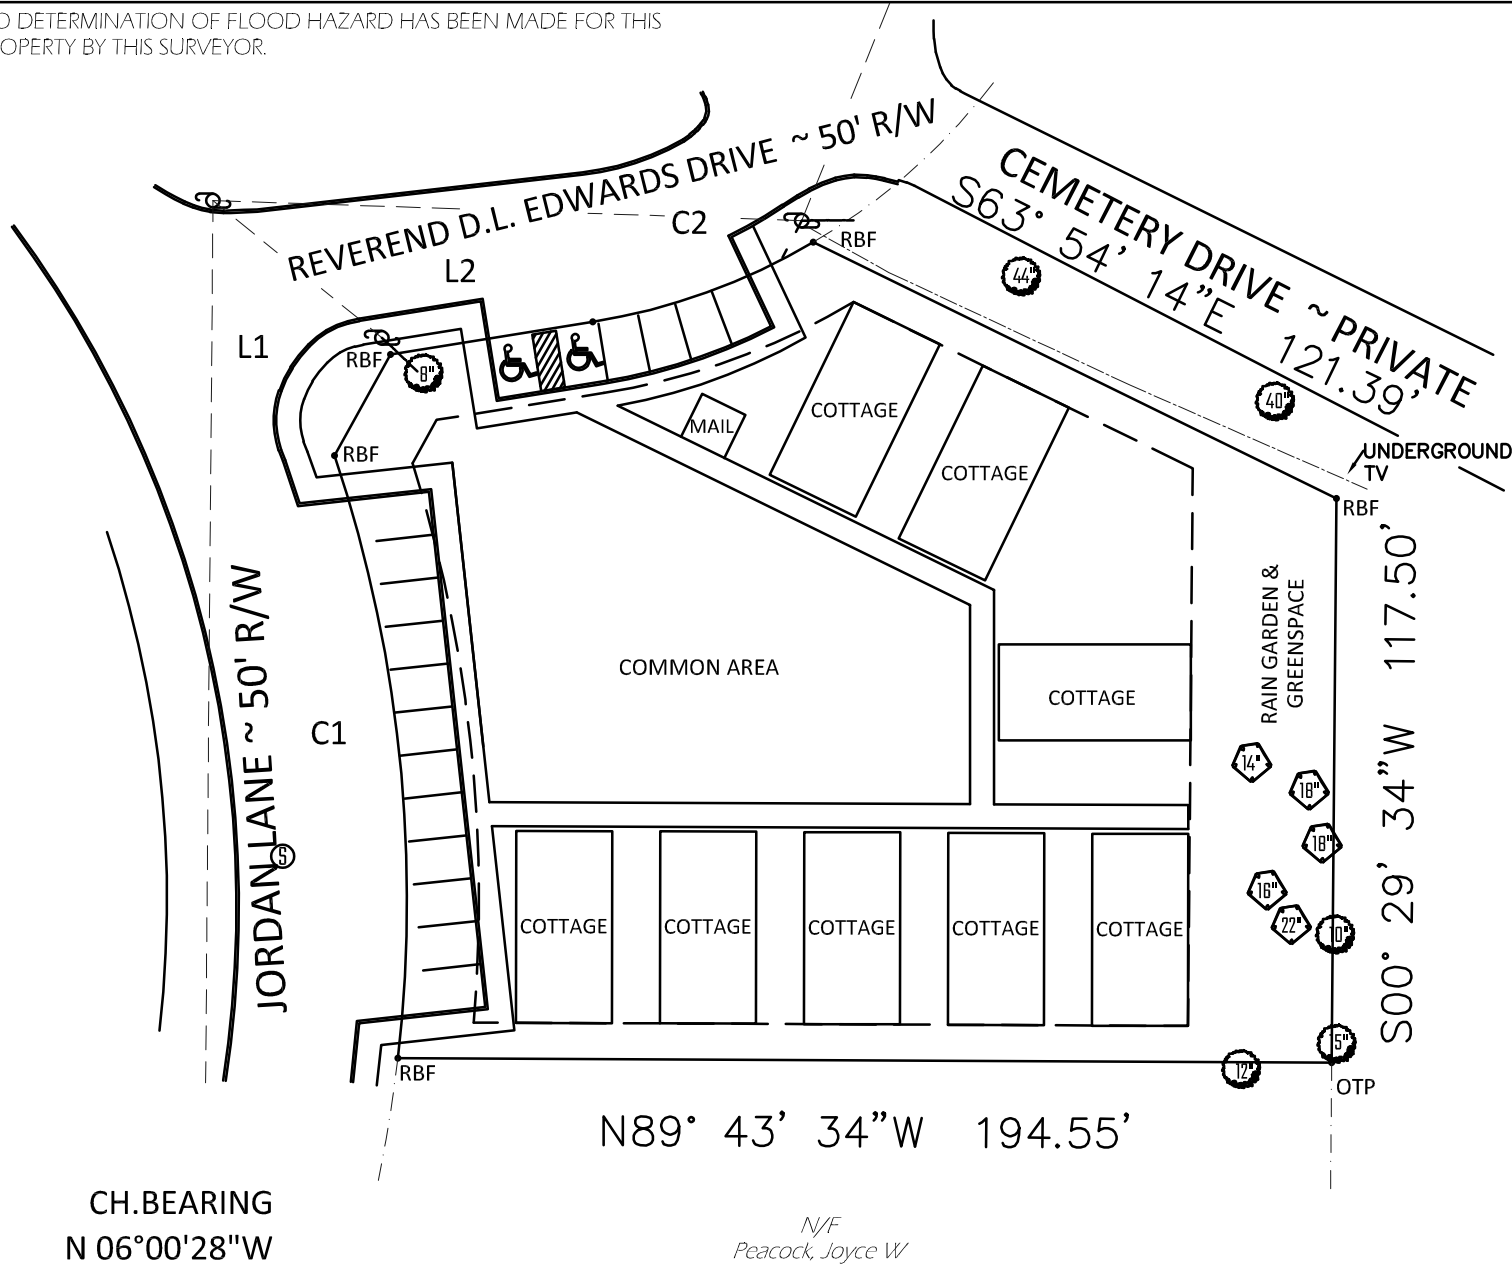 O DETERMINATION OF FLOOD HAZARD HAS BEEN MADE FOR THIS
OPERTY BY THIS SURVEYOR.
REVEREND D.L. EDWARDS DRIVE ~ 50' R/W
CEMETERY DRIVE ~ PRIVATE
S63° 54' 14"E 121.39'
C2
L2
L1
RBF
44"
RBF
8"
40"
RBF
MAIL
COTTAGE
COTTAGE
UNDERGROUND
TV
RBF
JORDAN LANE ~ 50' R/W
C1
COMMON AREA
COTTAGE
RAIN GARDEN &
GREENSPACE
S00° 29' 34"W 117.50'
14"
18"
18"
16"
22"
10"
S
COTTAGE
COTTAGE
COTTAGE
COTTAGE
COTTAGE
15"
12"
RBF
OTP
N89° 43' 34"W 194.55'
CH.BEARING
N 06°00'28"W
N/F
Peacock, Joyce W